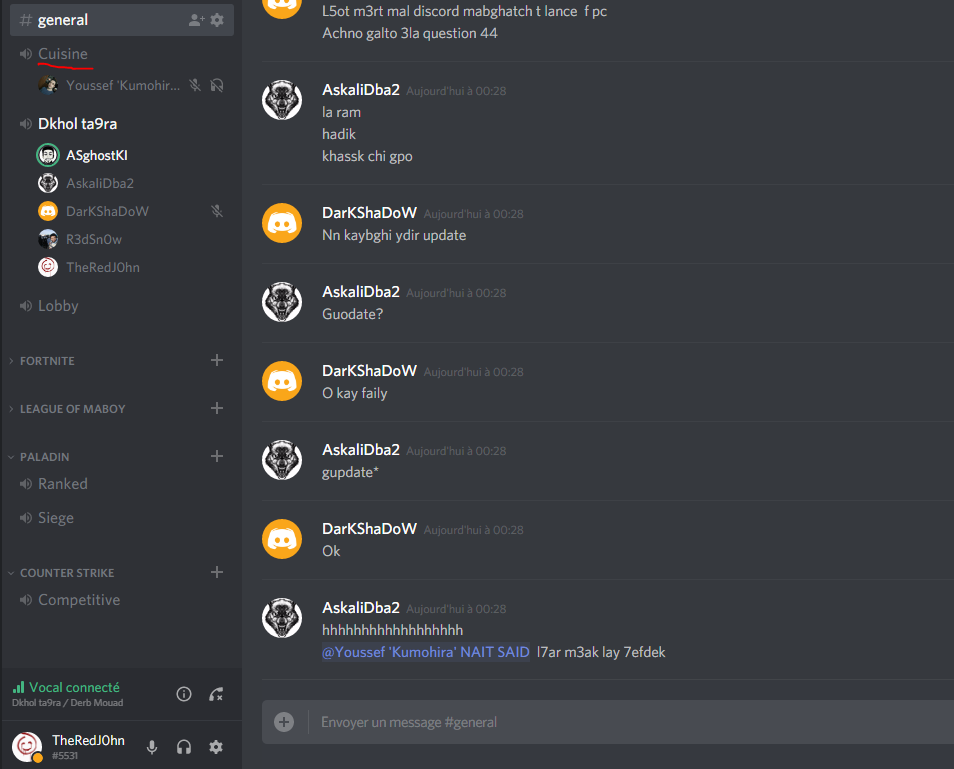 # general
Cuisine
Youssef 'Kumohir...
Dkhol ta9ra
ASghostKI
AskaliDba2
DarKShaDoW
R3dSn0w
TheRedJ0hn
Lobby
FORTNITE
LEAGUE OF MABOY
PALADIN
Ranked
Siege
COUNTER STRIKE
Competitive
Vocal connecté
Dkhol ta9ra / Derb Mouad
TheRedJ0hn
#5531
L5ot m3rt mal discord mabghatch t lance f pc
Achno galto 3la question 44
AskaliDba2 Aujourd'hui à 00:28
la ram
hadik
khassk chi gpo
DarKShaDoW Aujourd'hui à 00:28
Nn kaybghi ydir update
AskaliDba2 Aujourd'hui à 00:28
Guodate?
DarKShaDoW Aujourd'hui à 00:28
O kay faily
AskaliDba2 Aujourd'hui à 00:28
gupdate*
DarKShaDoW Aujourd'hui à 00:28
Ok
AskaliDba2 Aujourd'hui à 00:28
hhhhhhhhhhhhhhhhhh
@Youssef 'Kumohira' NAIT SAID l7ar m3ak lay 7efdek
Envoyer un message #general